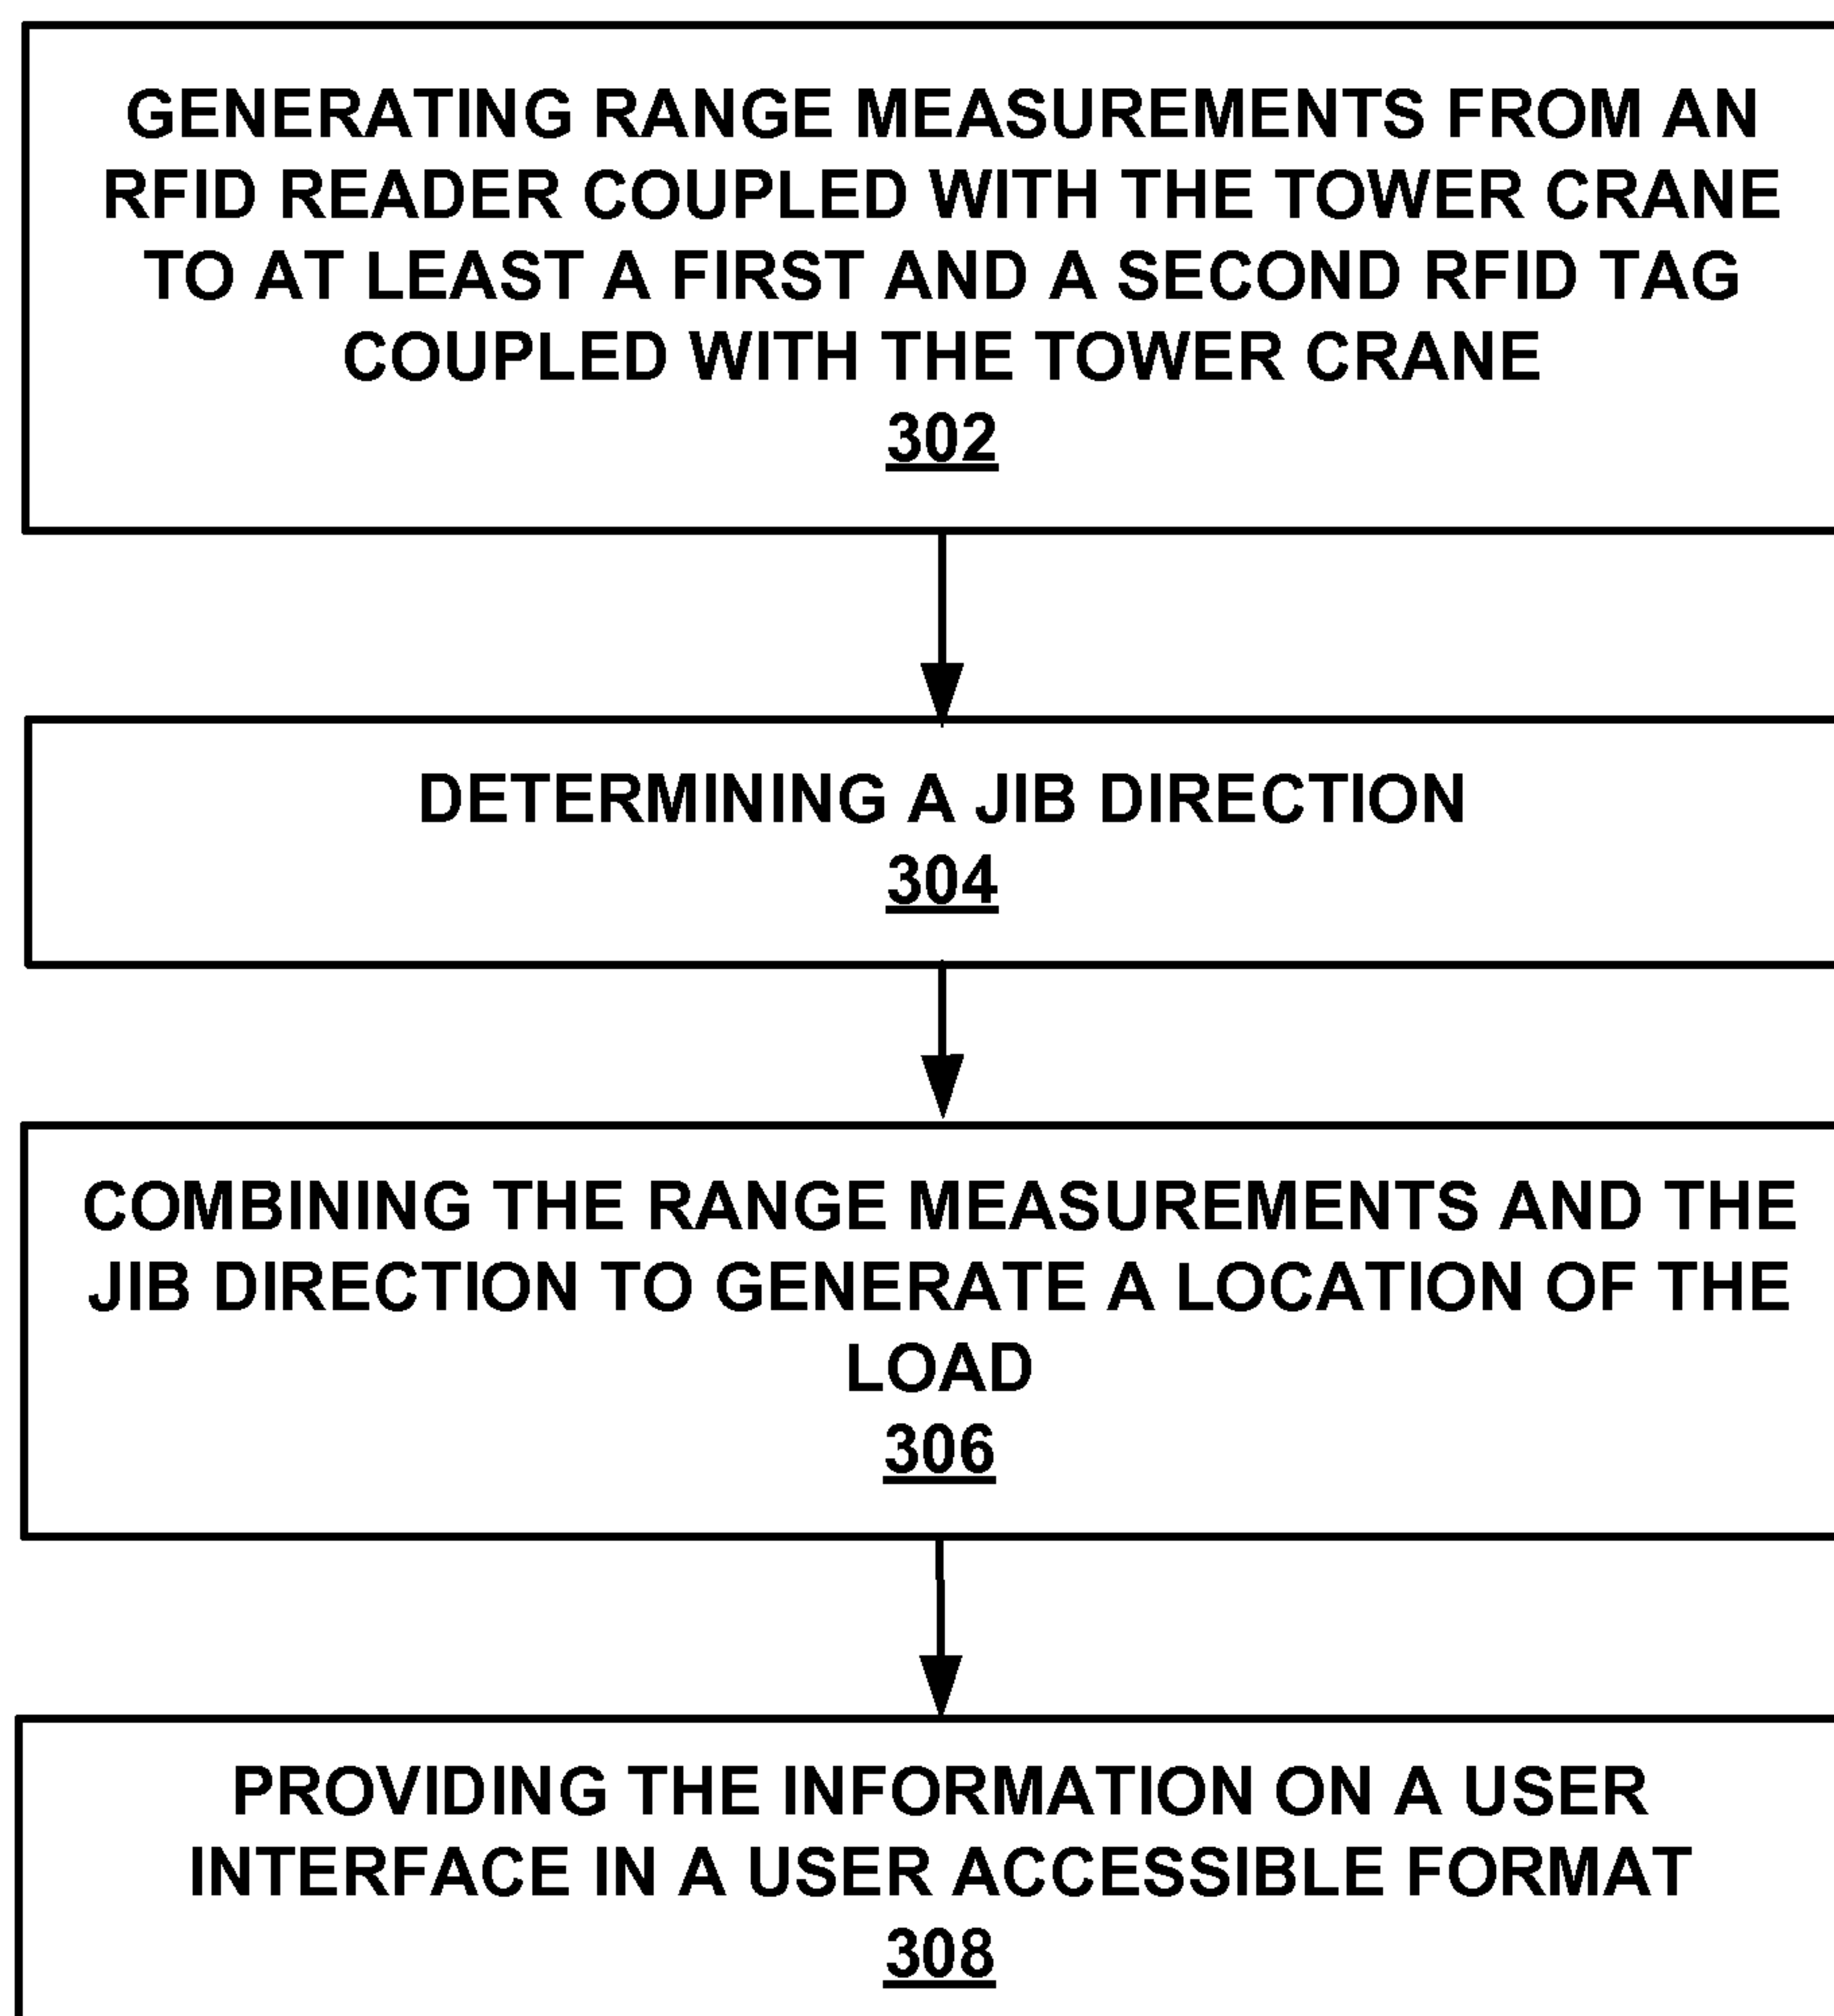 GENERATING RANGE MEASUREMENTS FROM AN
RFID READER COUPLED WITH THE TOWER CRANE
TO AT LEAST A FIRST AND A SECOND RFID TAG
COUPLED WITH THE TOWER CRANE
302
DETERMINING A JIB DIRECTION
304
COMBINING THE RANGE MEASUREMENTS AND THE
JIB DIRECTION TO GENERATE A LOCATION OF THE
LOAD
306
PROVIDING THE INFORMATION ON A USER
INTERFACE IN A USER ACCESSIBLE FORMAT
308